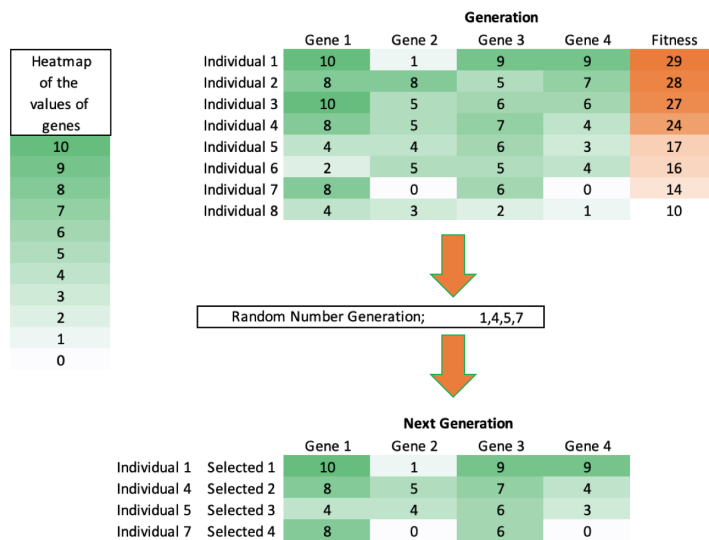 Generation
Gene 1 Gene 2 Gene 3 Gene 4 Fitness
Individual 1 10 1 9 9 29
Individual 2 8 8 5 7 28
Individual 3 10 5 6 6 27
Individual 4 8 5 7 4 24
Individual 5 4 4 6 3 17
Individual 6 2 5 5 4 16
Individual 7 8 0 6 0 14
Individual 8 4 3 2 1 10
Heatmap
of the
values of
genes
10
9
8
7
6
5
4
3
2
1
0
Random Number Generation; 1,4,5,7
Next Generation
Gene 1 Gene 2 Gene 3 Gene 4
Individual 1 Selected 1 10 1 9 9
Individual 4 Selected 2 8 5 7 4
Individual 5 Selected 3 4 4 6 3
Individual 7 Selected 4 8 0 6 0